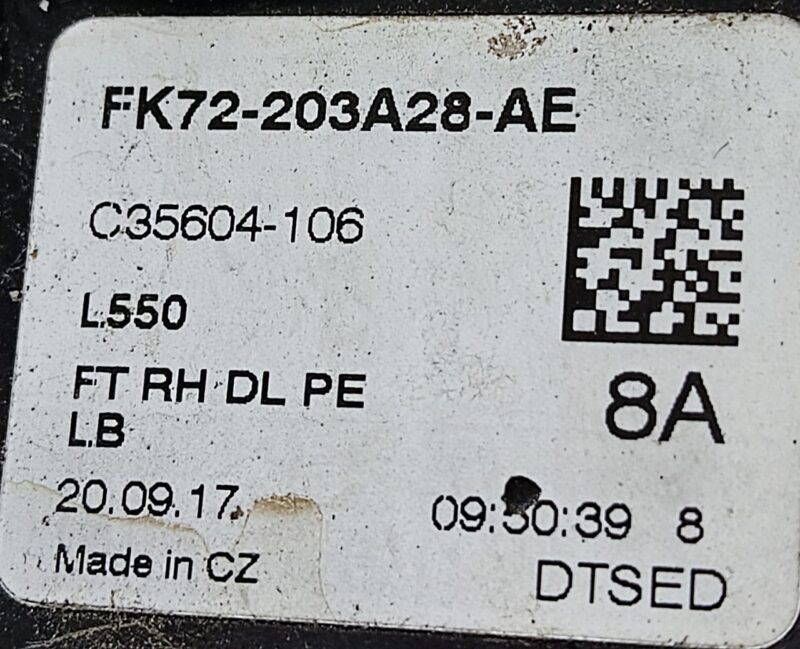 FK72-203A28-AE
C35604-106
L550
FT RH DL PE
LB
8A
20.09.17
09:30:39 8
Made in CZ
DTSED